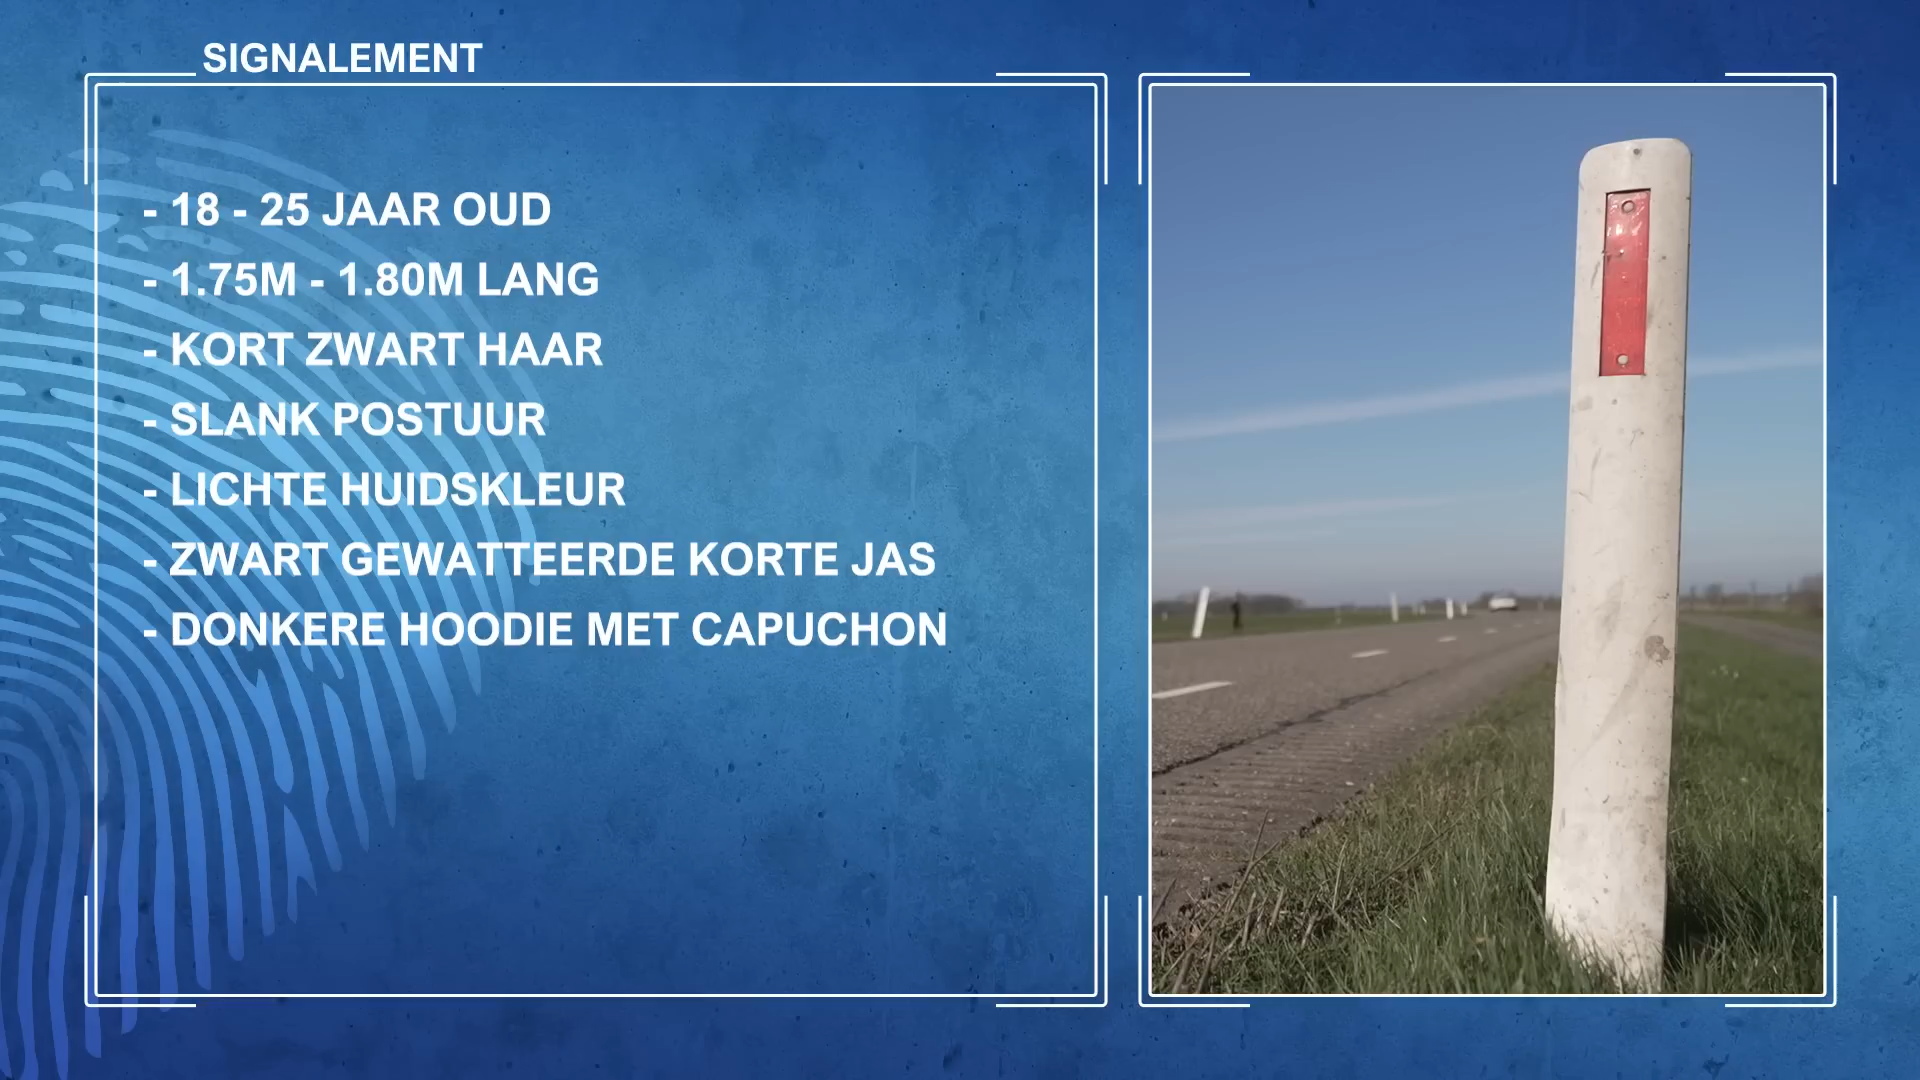 SIGNALEMENT
- 18 - 25 JAAR OUD
- 1.75M - 1.80M LANG
- KORT ZWART HAAR
- SLANK POSTUUR
- LICHTE HUIDSKLEUR
- ZWART GEWATTEERDE KORTE JAS
- DONKERE HOODIE MET CAPUCHON